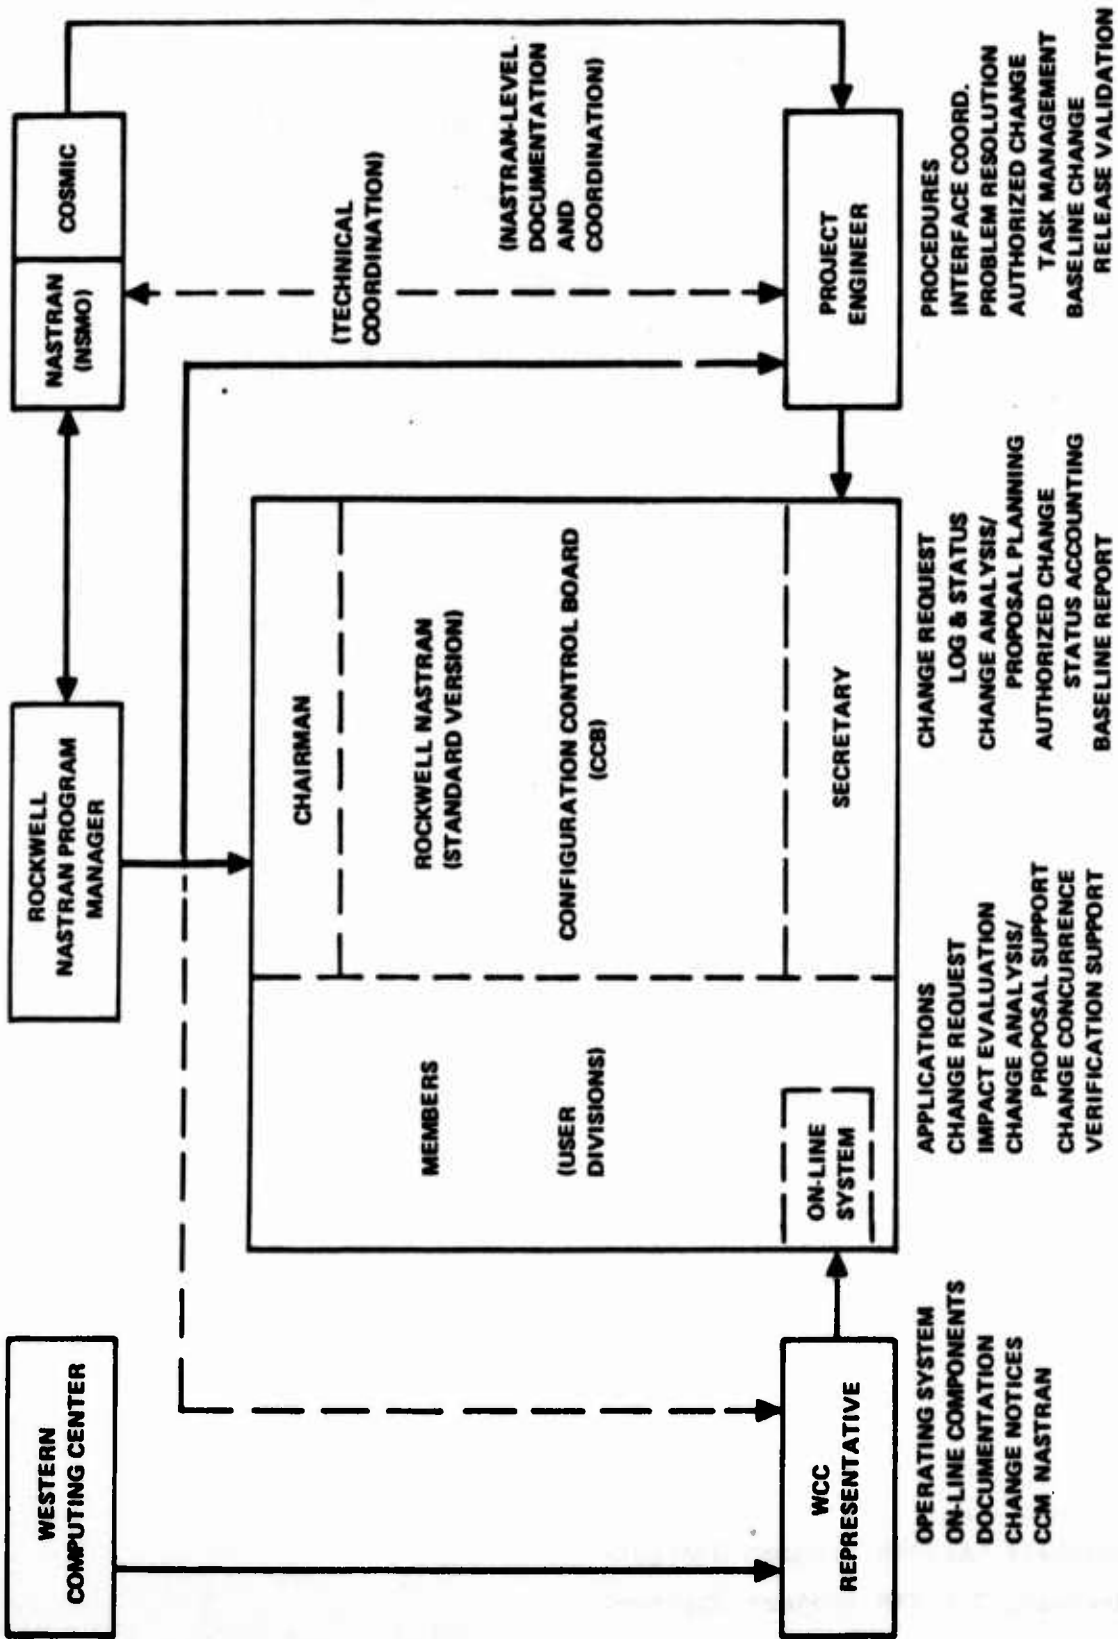 WESTERN
COMPUTING CENTER
ROCKWELL
NASTRAN PROGRAM
MANAGER
NASTRAN
(NSMO)
COSMIC
(TECHNICAL
COORDINATION)
(NASTRAN-LEVEL
DOCUMENTATION
AND
COORDINATION)
CHAIRMAN
MEMBERS
(USER
DIVISIONS)
ROCKWELL NASTRAN
(STANDARD VERSION)
CONFIGURATION CONTROL BOARD
(CCB)
ON-LINE
SYSTEM
SECRETARY
WCC
REPRESENTATIVE
PROJECT
ENGINEER
OPERATING SYSTEM
ON-LINE COMPONENTS
DOCUMENTATION
CHANGE NOTICES
CCM NASTRAN
APPLICATIONS
CHANGE REQUEST
IMPACT EVALUATION
CHANGE ANALYSIS/
PROPOSAL SUPPORT
CHANGE CONCURRENCE
VERIFICATION SUPPORT
CHANGE REQUEST
LOG & STATUS
CHANGE ANALYSIS/
PROPOSAL PLANNING
AUTHORIZED CHANGE
STATUS ACCOUNTING
BASELINE REPORT
PROCEDURES
INTERFACE COORD.
PROBLEM RESOLUTION
AUTHORIZED CHANGE
TASK MANAGEMENT
BASELINE CHANGE
RELEASE VALIDATION